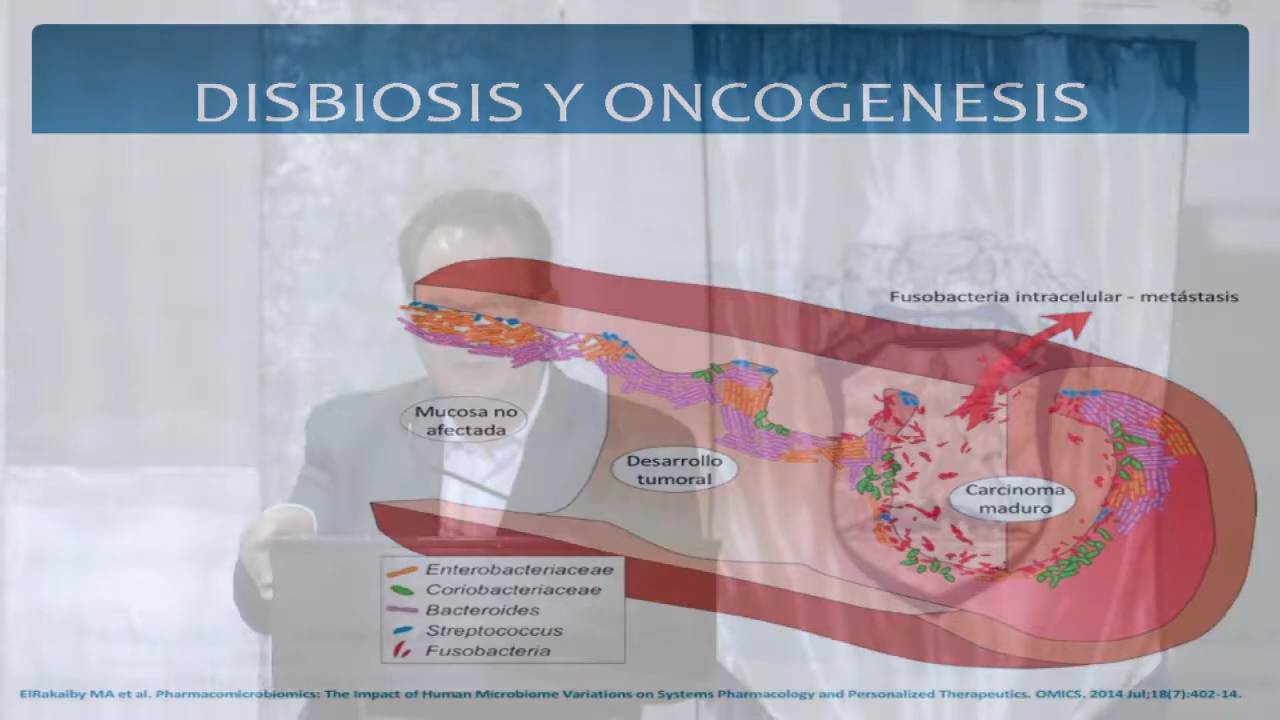 DISBIOSIS Y ONCOGENESIS
Fusobacteria intracelular - metástasis
Mucosa no
afectada
Desarrollo
tumoral
Carcinoma
maduro
Enterobacteriaceae
Coriobacteriaceae
Bacteroides
Streptococcus
Fusobacteria
ElRakaiby MA et al. Pharmacomicrobiomics: The Impact of Human Microbiome Variations on Systems Pharmacology and Personalized Therapeutics. OMICS. 2014 Jul;18(7):402-14.